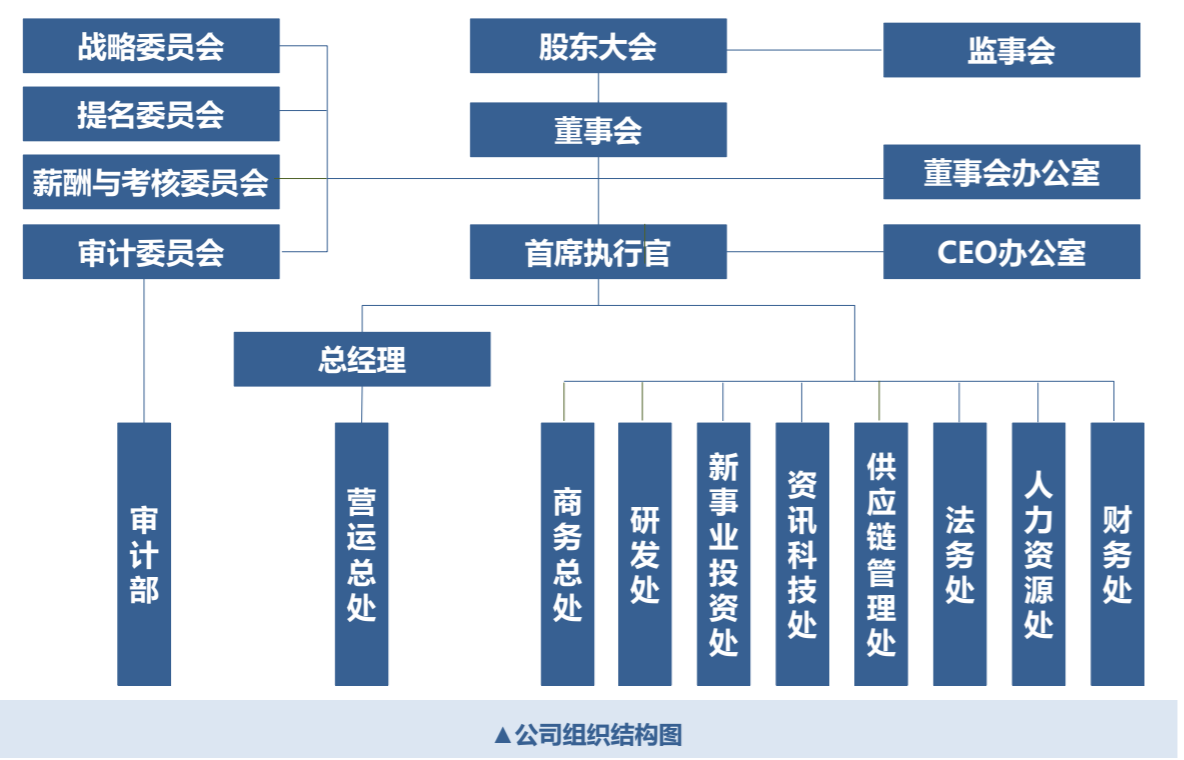 战略委员会
股东大会
监事会
提名委员会
董事会
薪酬与考核委员会
董事会办公室
审计委员会
首席执行官
CEO办公室
总经理
审计部
营运总处
商务总处
研发处
新事业投资处
资讯科技处
供应链管理处
法务处
人力资源处
财务处
▲公司组织结构图